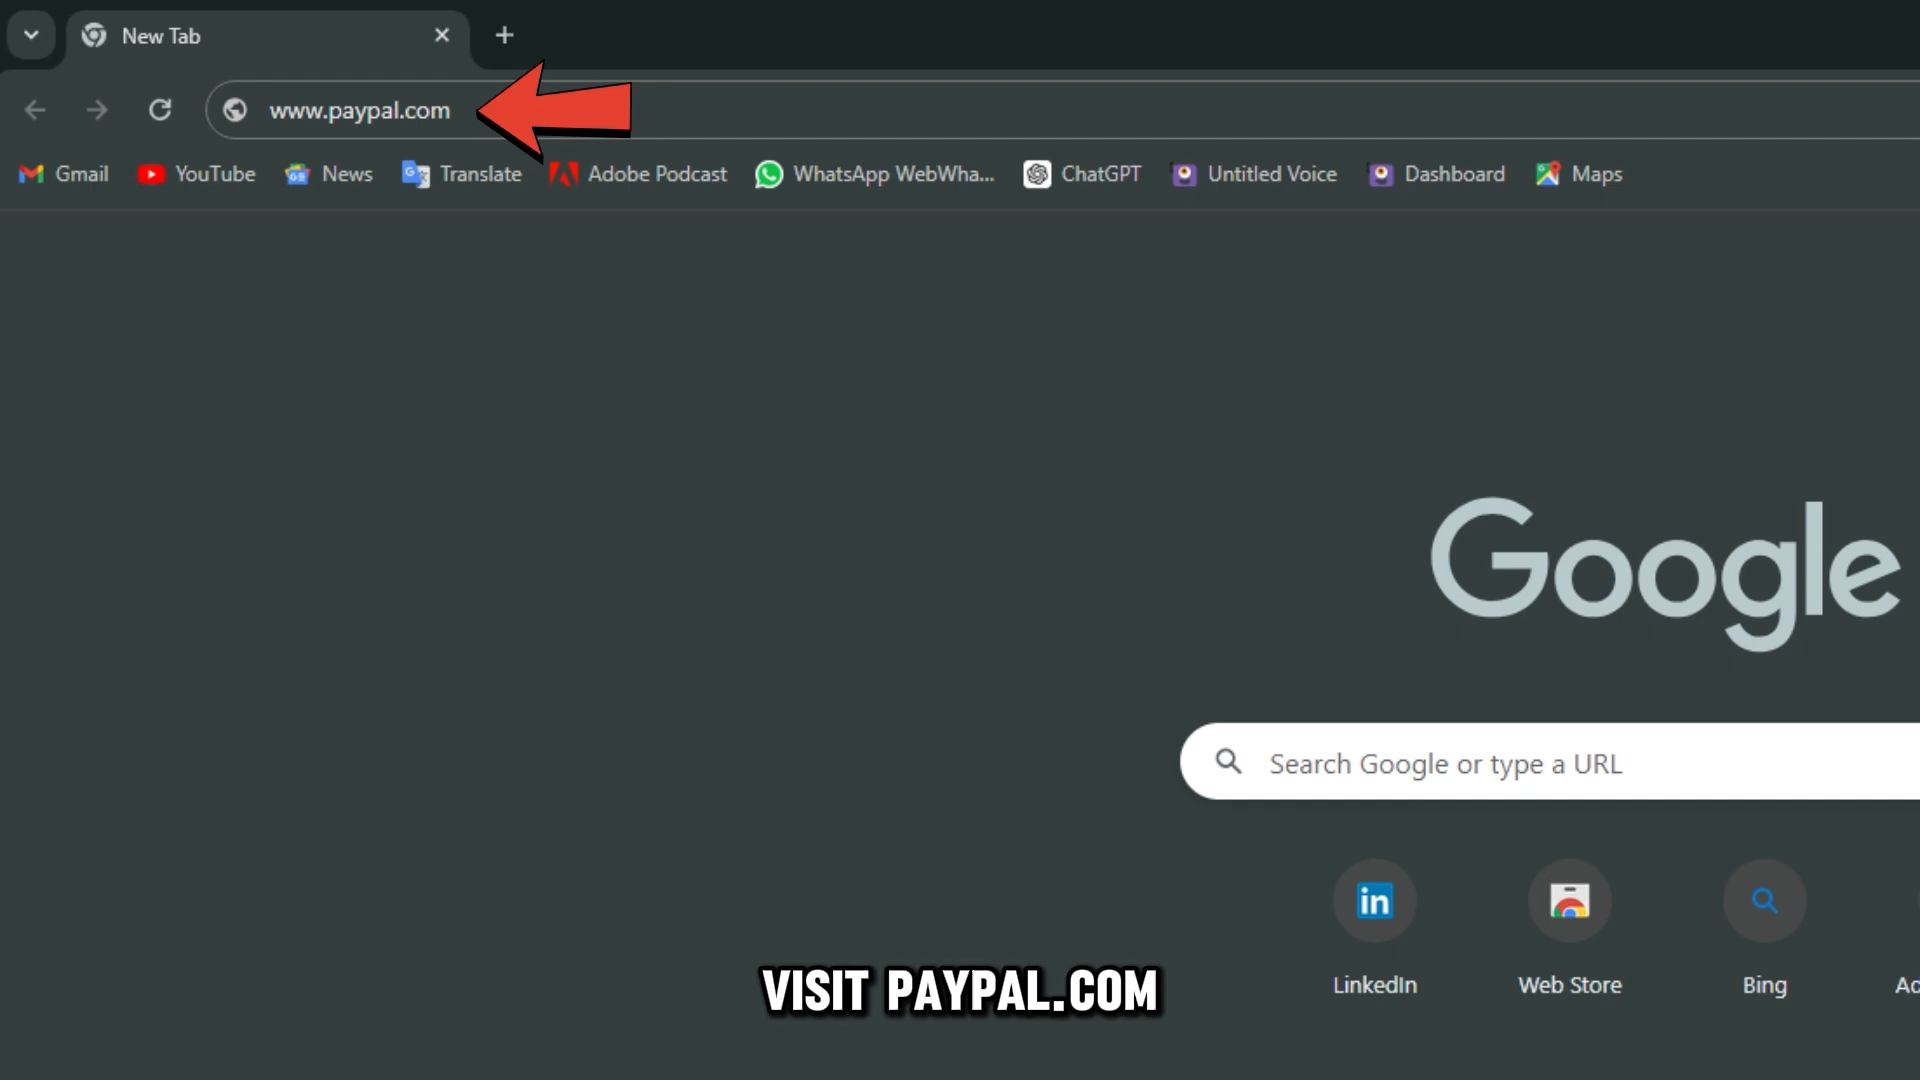 New Tab
www.paypal.com
Gmail YouTube News Translate Adobe Podcast WhatsApp WebWha... ChatGPT Untitled Voice Dashboard Maps
Google
Search Google or type a URL
LinkedIn Web Store Bing
VISIT PAYPAL.COM